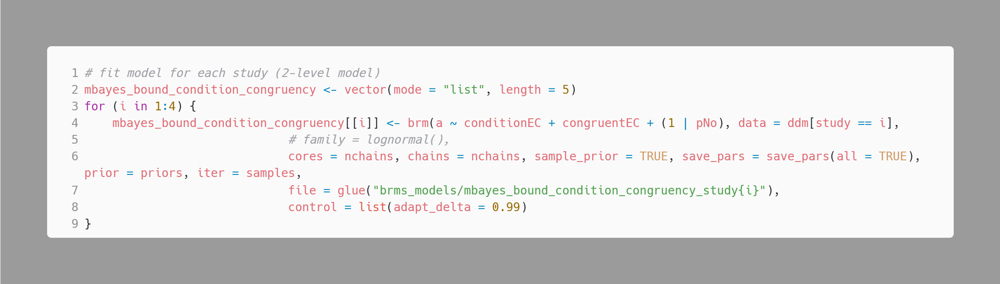 1 # fit model for each study (2-level model)
2 mbayes_bound_condition_congruency <- vector(mode = "list", length = 5)
3 for (i in 1:4) {
4     mbayes_bound_condition_congruency[[i]] <- brm(a ~ conditionEC + congruentEC + (1 | pNo), data = ddm[study == i],
5                              # family = lognormal(),
6                              cores = nchains, chains = nchains, sample_prior = TRUE, save_pars = save_pars(all = TRUE),
prior = priors, iter = samples,
7                              file = glue("brms_models/mbayes_bound_condition_congruency_study{i}"),
8                              control = list(adapt_delta = 0.99)
9 }